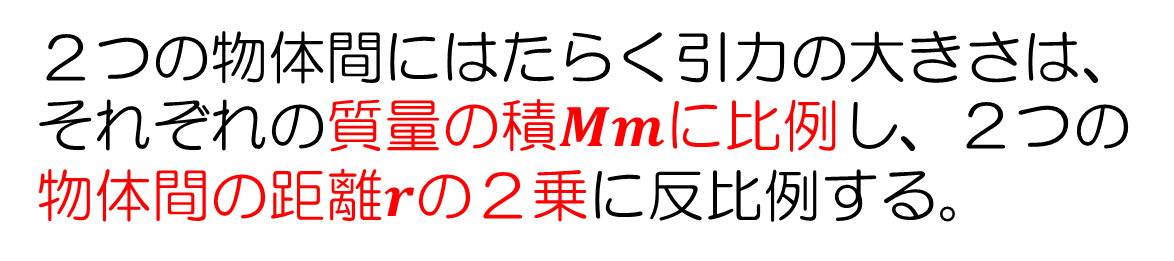 ２つの物体間にはたらく引力の大きさは、
それぞれの質量の積Mmに比例し、２つの
物体間の距離rの２乗に反比例する。